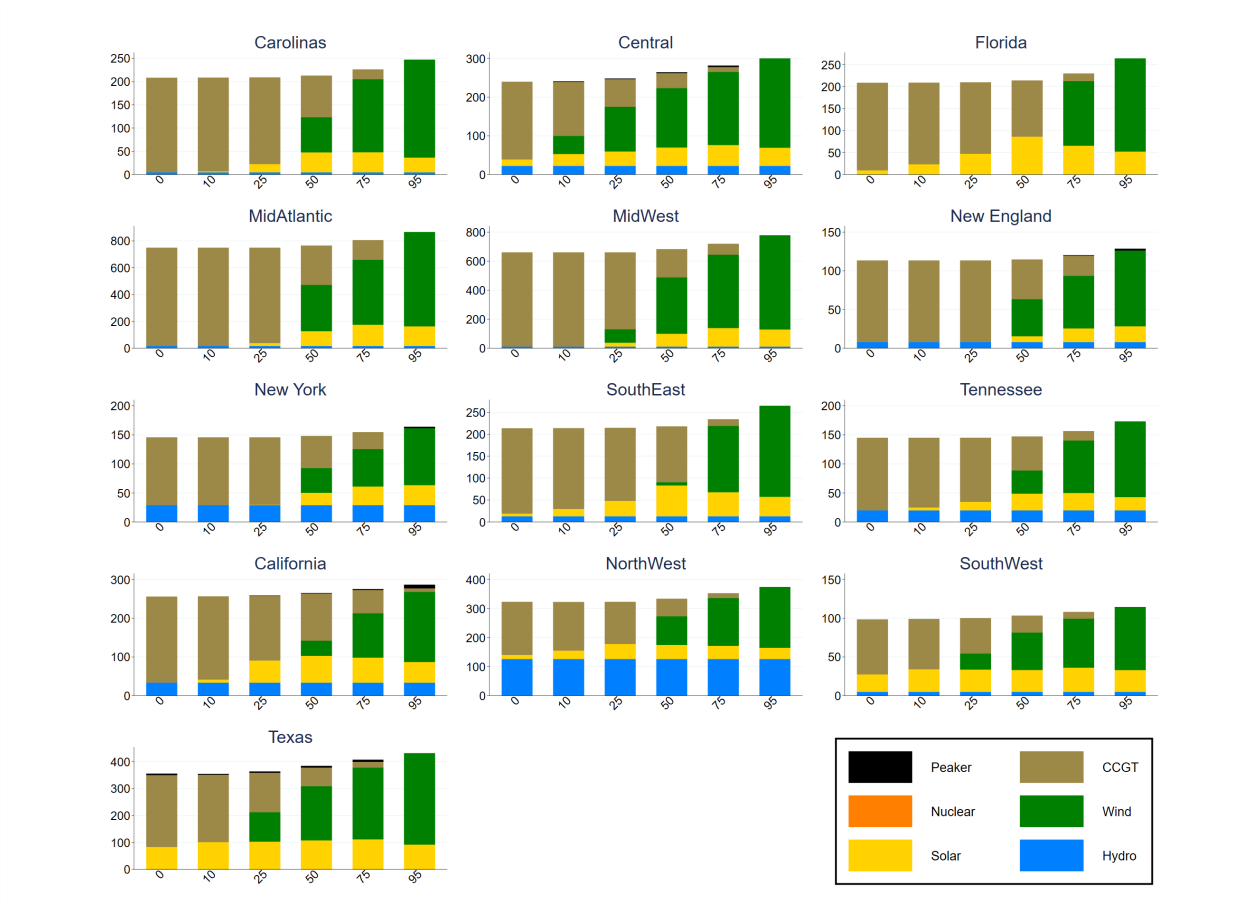 Carolinas
250
200
150
100
50
0
0 10 25 50 75 95
Central
300
200
100
0
0 10 25 50 75 95
Florida
250
200
150
100
50
0
0 10 25 50 75 95
MidAtlantic
800
600
400
200
0
0 10 25 50 75 95
MidWest
800
600
400
200
0
0 10 25 50 75 95
New England
150
100
50
0
0 10 25 50 75 95
New York
200
150
100
50
0
0 10 25 50 75 95
SouthEast
250
200
150
100
50
0
0 10 25 50 75 95
Tennessee
200
150
100
50
0
0 10 25 50 75 95
California
300
200
100
0
0 10 25 50 75 95
NorthWest
400
300
200
100
0
0 10 25 50 75 95
SouthWest
150
100
50
0
0 10 25 50 75 95
Texas
400
300
200
100
0
0 10 25 50 75 95
Peaker CCGT
Nuclear Wind
Solar Hydro